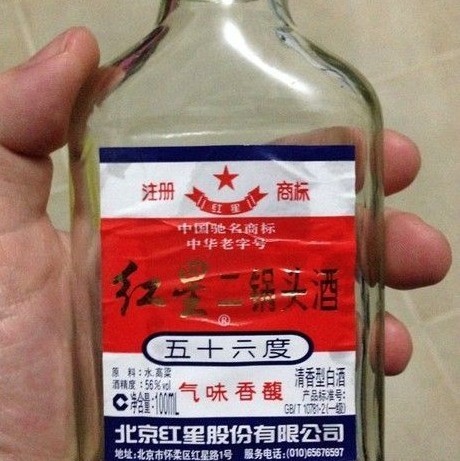 注册 商标
红星
中国驰名商标
中华老字号
红星二锅头酒
®
五十六度
原料:水.高粱
酒精度:56%vol
净含量:100mL
气味香馥
清香型白酒
产品标准号:
GB/T 10781·2(一级)
北京红星股份有限公司
地址:北京市怀柔区红星路1号 服务电话:(010)65676597